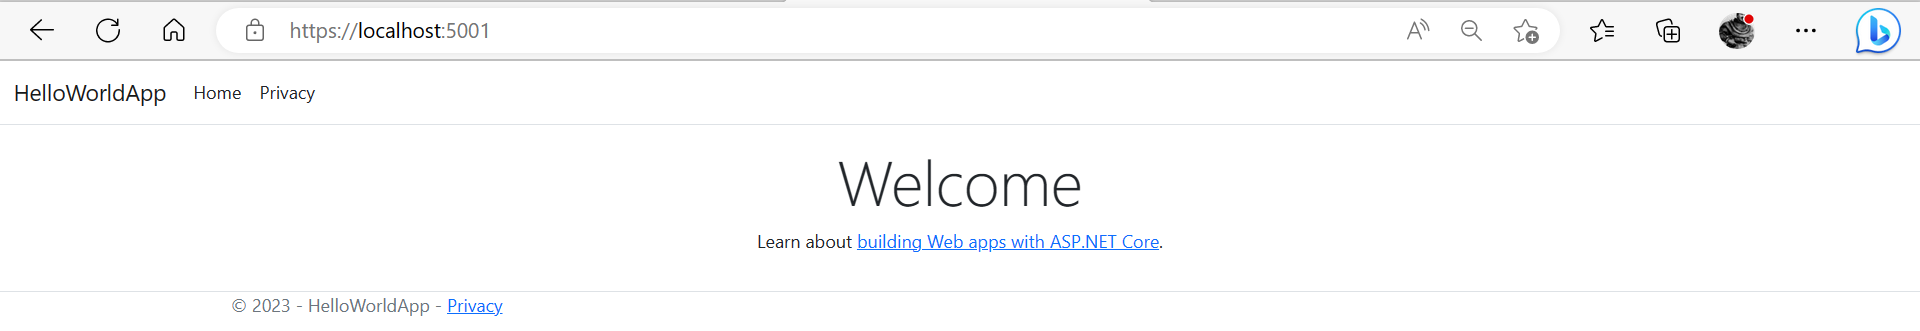 https://localhost:5001
HelloWorldApp Home Privacy
Welcome
Learn about building Web apps with ASP.NET Core.
© 2023 - HelloWorldApp - Privacy